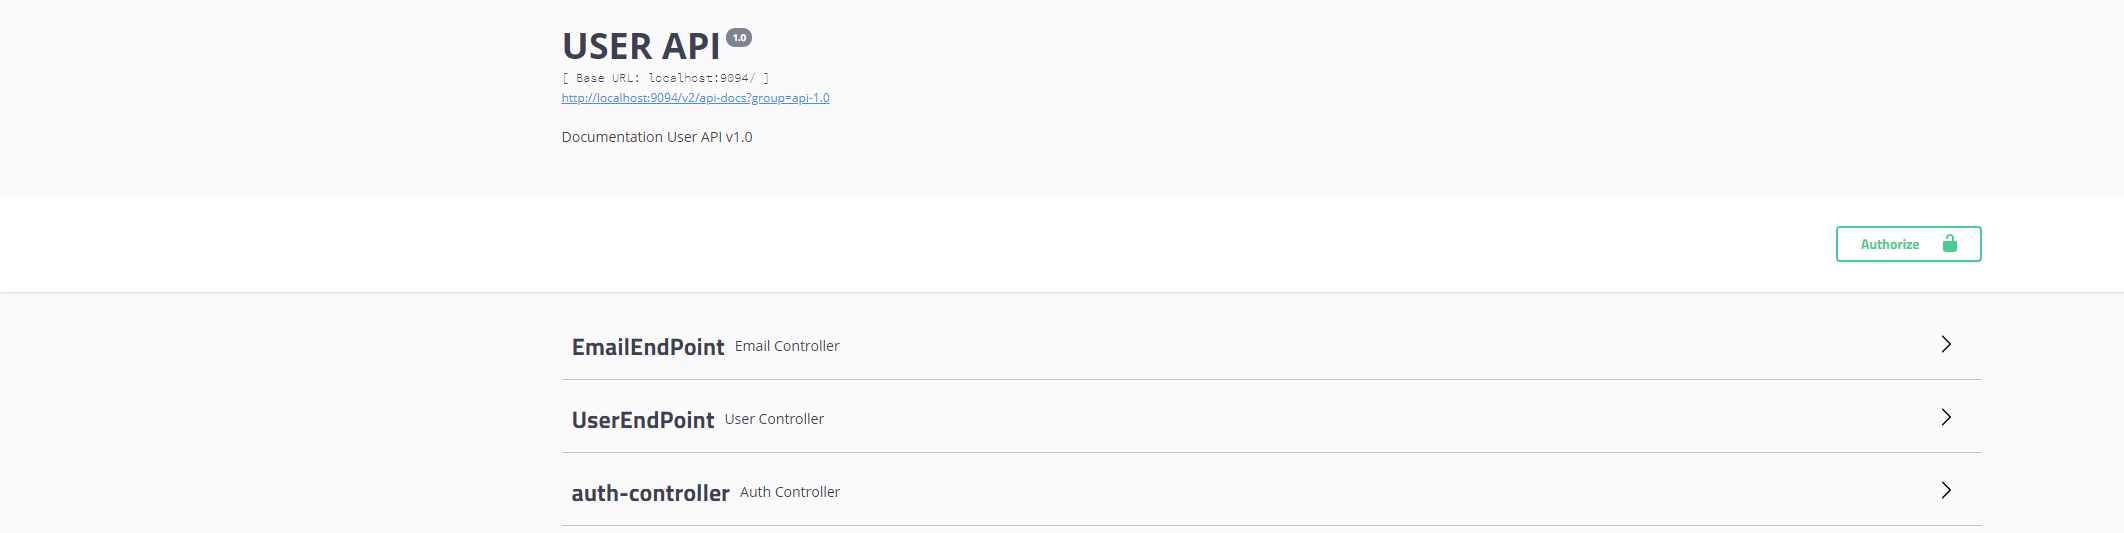 USER API 1.0
[ Base URL: localhost:9094/ ]
http://localhost:9094/v2/api-docs?group=api-1.0
Documentation User API v1.0
Authorize
EmailEndPoint Email Controller
UserEndPoint User Controller
auth-controller Auth Controller